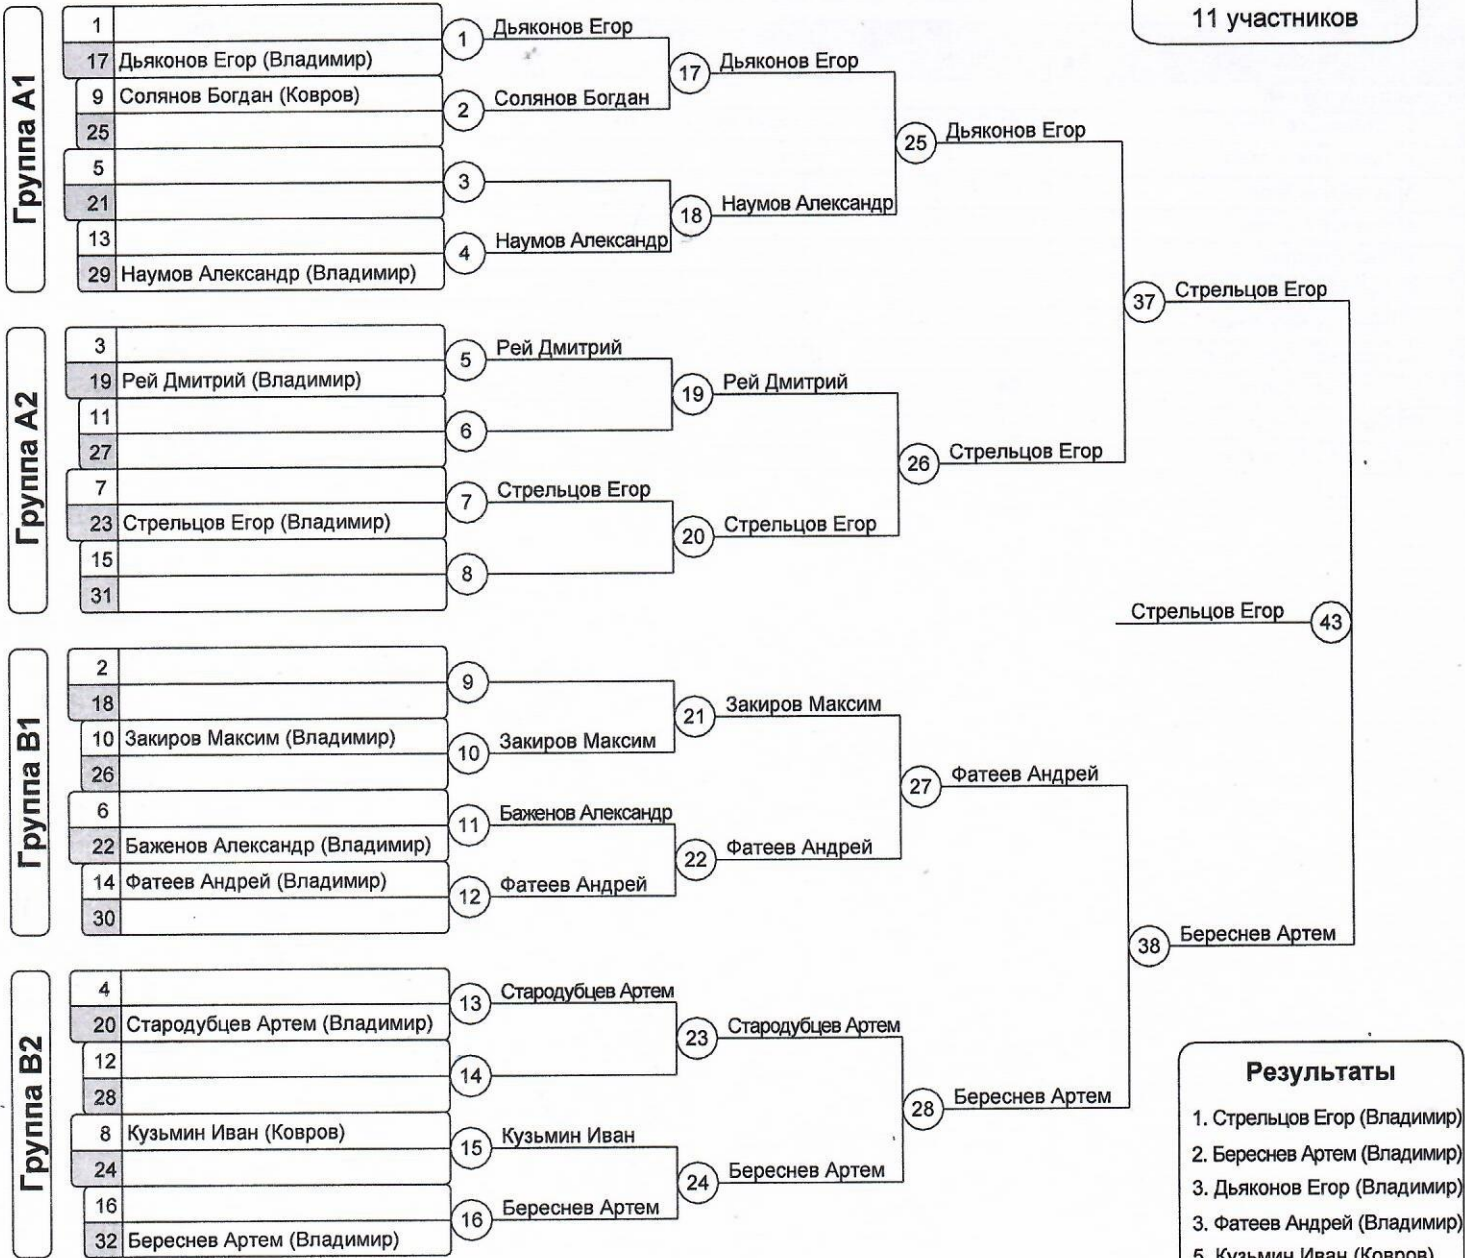 11 участников
Группа A1
1
17 Дьяконов Егор (Владимир)
9 Солянов Богдан (Ковров)
25
5
21
13
29 Наумов Александр (Владимир)
1 Дьяконов Егор
2 Солянов Богдан
3
4 Наумов Александр
17 Дьяконов Егор
18 Наумов Александр
25 Дьяконов Егор
Группа A2
3
19 Рей Дмитрий (Владимир)
11
27
7
23 Стрельцов Егор (Владимир)
15
31
5 Рей Дмитрий
6
7 Стрельцов Егор
8
19 Рей Дмитрий
20 Стрельцов Егор
26 Стрельцов Егор
37 Стрельцов Егор
Стрельцов Егор 43
Группа B1
2
18
10 Закиров Максим (Владимир)
26
6
22 Баженов Александр (Владимир)
14 Фатеев Андрей (Владимир)
30
9
10 Закиров Максим
11 Баженов Александр
12 Фатеев Андрей
21 Закиров Максим
22 Фатеев Андрей
27 Фатеев Андрей
38 Береснев Артем
Группа B2
4
20 Стародубцев Артем (Владимир)
12
28
8 Кузьмин Иван (Ковров)
24
16
32 Береснев Артем (Владимир)
13 Стародубцев Артем
14
15 Кузьмин Иван
16 Береснев Артем
23 Стародубцев Артем
24 Береснев Артем
28 Береснев Артем
Результаты
1. Стрельцов Егор (Владимир)
2. Береснев Артем (Владимир)
3. Дьяконов Егор (Владимир)
3. Фатеев Андрей (Владимир)
5. Кузьмин Иван (Ковров)